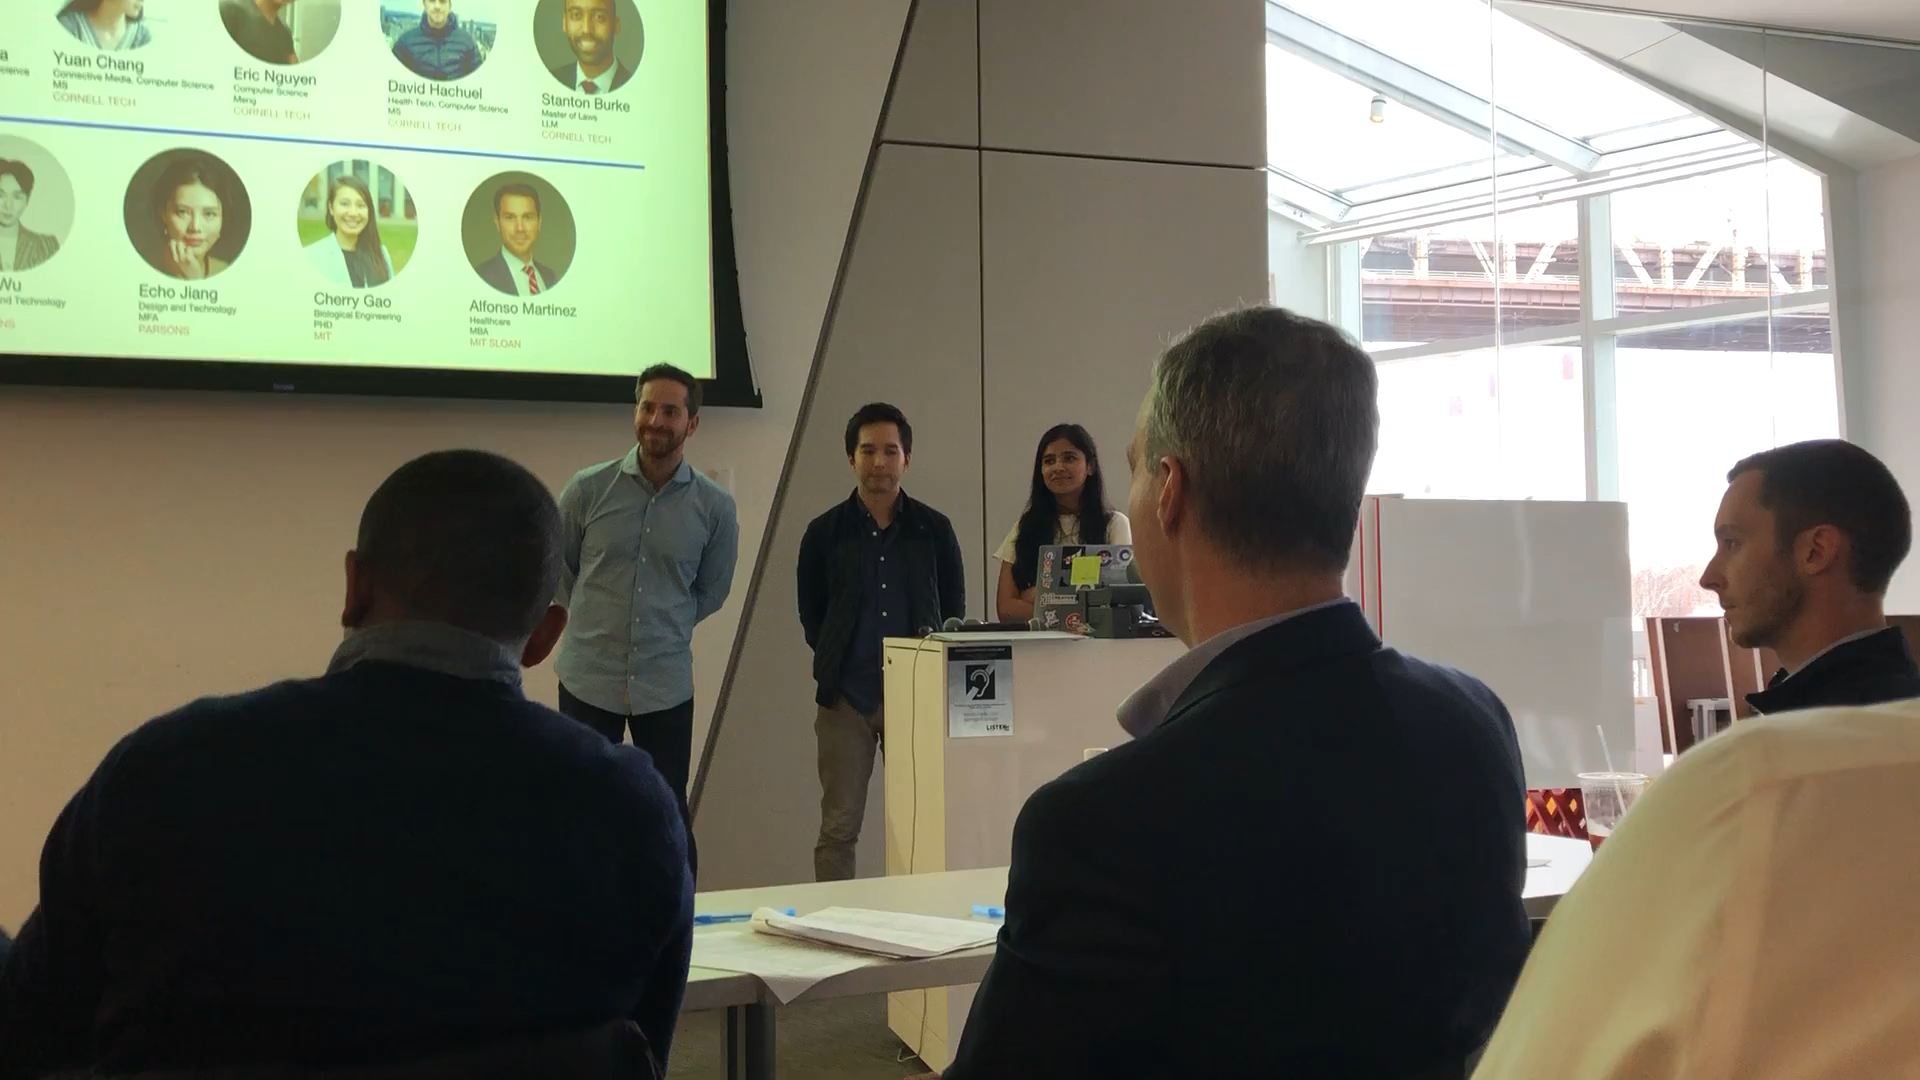 Yuan Chang
Connective Media, Computer Science
MS
CORNELL TECH
Eric Nguyen
Computer Science
Meng
CORNELL TECH
David Hachuel
Health Tech, Computer Science
MS
CORNELL TECH
Stanton Burke
Master of Laws
LLM
CORNELL TECH
Wu
nd Technology
NS
Echo Jiang
Design and Technology
MFA
PARSONS
Cherry Gao
Biological Engineering
PHD
MIT
Alfonso Martinez
Healthcare
MBA
MIT SLOAN
LISTEN